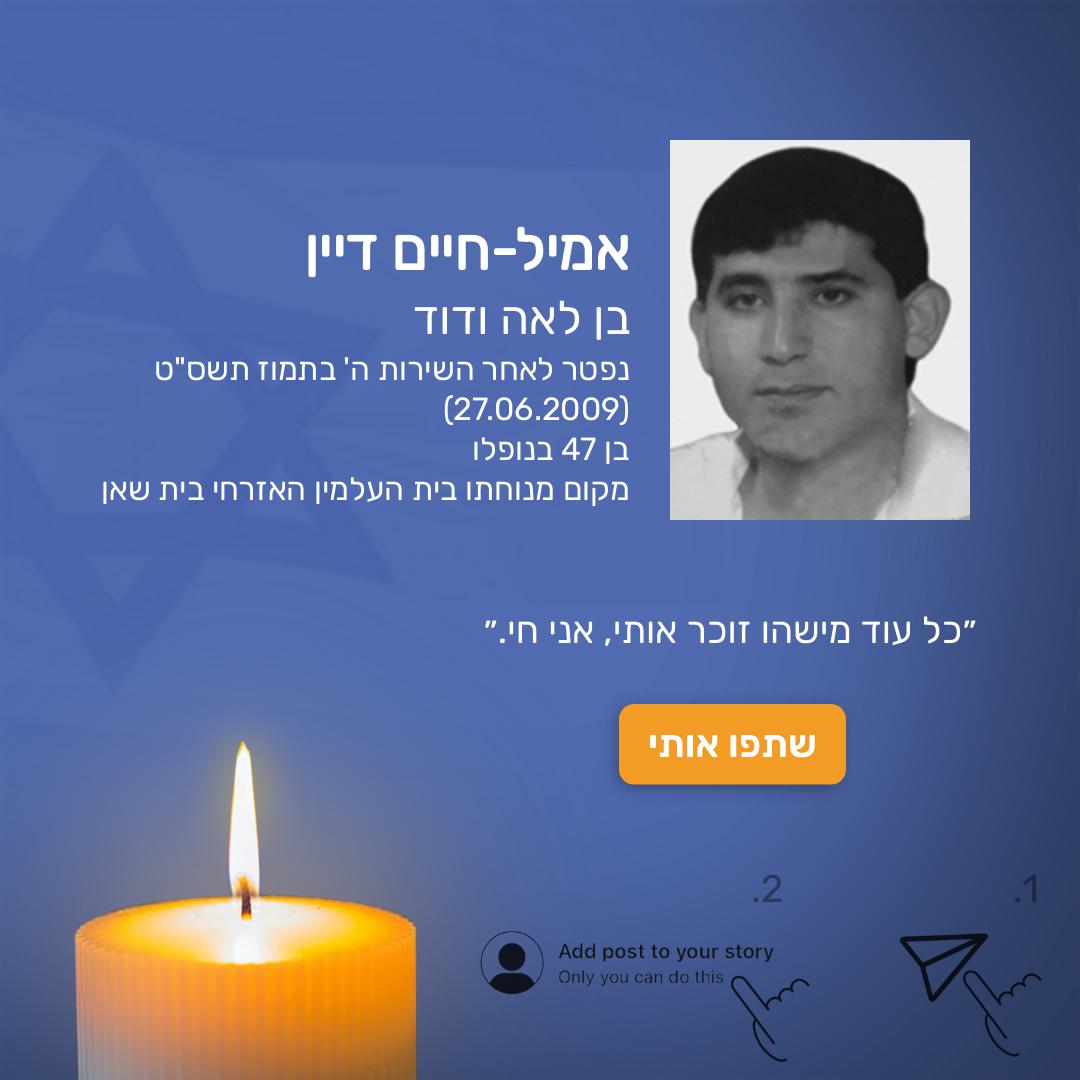 אמיל-חיים דיין
בן לאה ודוד
נפטר לאחר השירות ה' בתמוז תשס"ט
(27.06.2009)
בן 47 בנופלו
מקום מנוחתו בית העלמין האזרחי בית שאן
״כל עוד מישהו זוכר אותי, אני חי.״
שתפו אותי
1.
2.
Add post to your story
Only you can do this